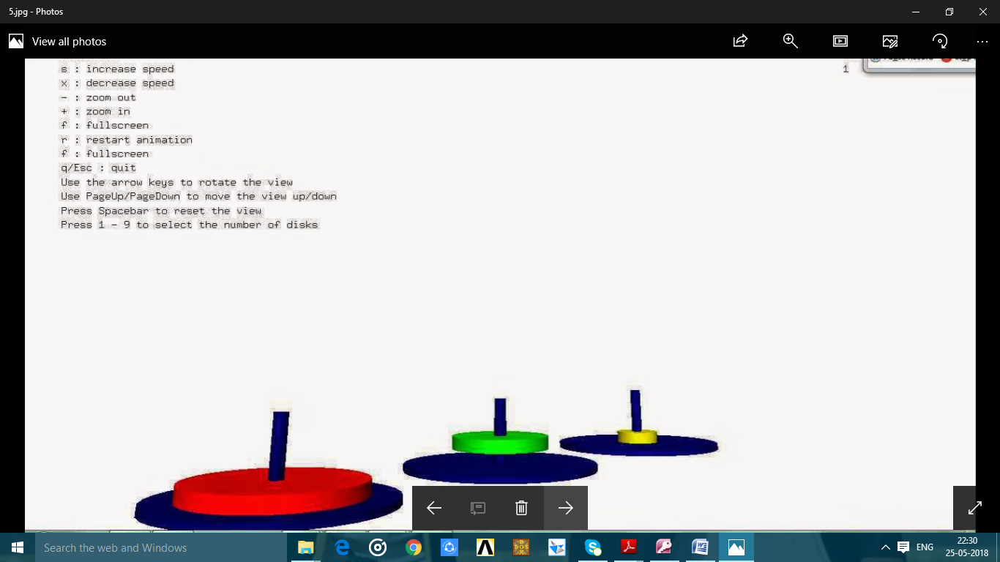 5.jpg - Photos
View all photos
s : increase speed
x : decrease speed
- : zoom out
+ : zoom in
f : fullscreen
r : restart animation
f : fullscreen
q/Esc : quit
Use the arrow keys to rotate the view
Use PageUp/PageDown to move the view up/down
Press Spacebar to reset the view
Press 1 - 9 to select the number of disks
1
Search the web and Windows
DOS
ENG
22:30
25-05-2018